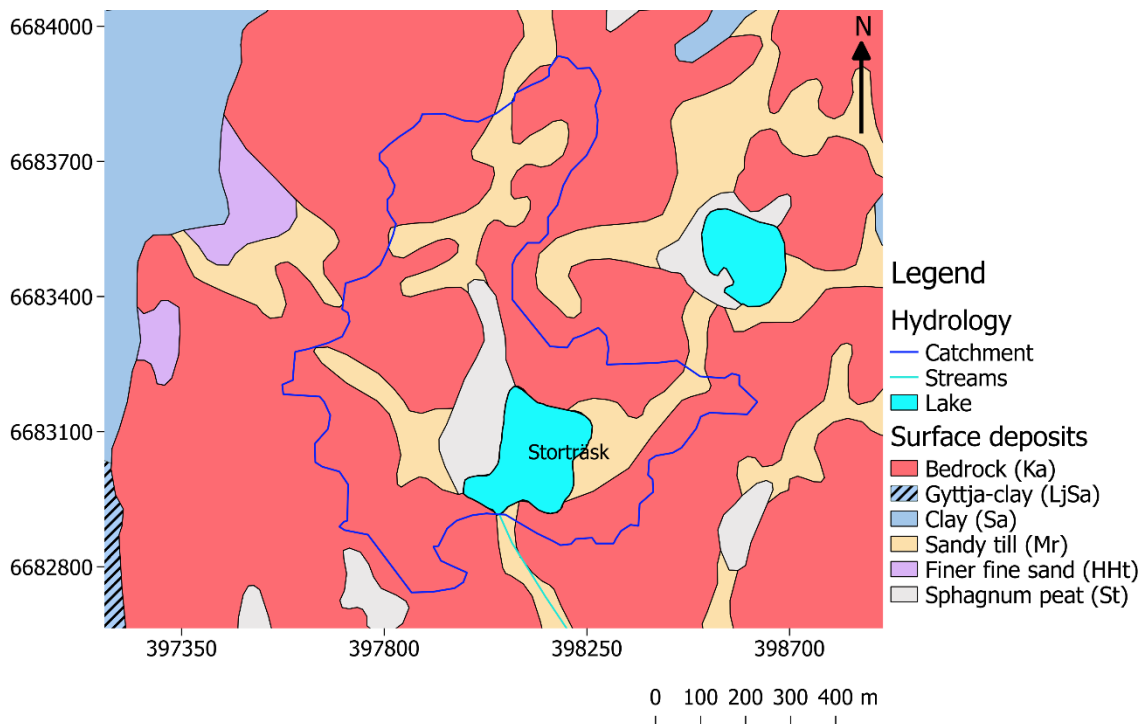 6684000
N
6683700
6683400
6683100
6682800
Storträsk
397350 397800 398250 398700
Legend
Hydrology
Catchment
Streams
Lake
Surface deposits
Bedrock (Ka)
Gyttja-clay (LjSa)
Clay (Sa)
Sandy till (Mr)
Finer fine sand (HHt)
Sphagnum peat (St)
0 100 200 300 400 m